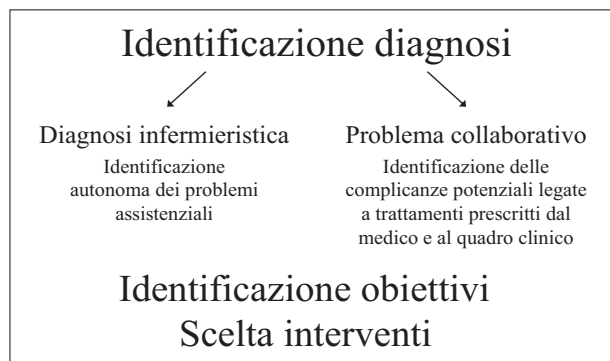 Identificazione diagnosi
Diagnosi infermieristica
Identificazione
autonoma dei problemi
assistenziali
Problema collaborativo
Identificazione delle
complicanze potenziali legate
a trattamenti prescritti dal
medico e al quadro clinico
Identificazione obiettivi
Scelta interventi